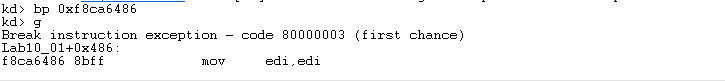 kd> bp 0xf8ca6486
kd> g
Break instruction exception - code 80000003 (first chance)
Lab10_01+0x486:
f8ca6486 8bff mov edi,edi